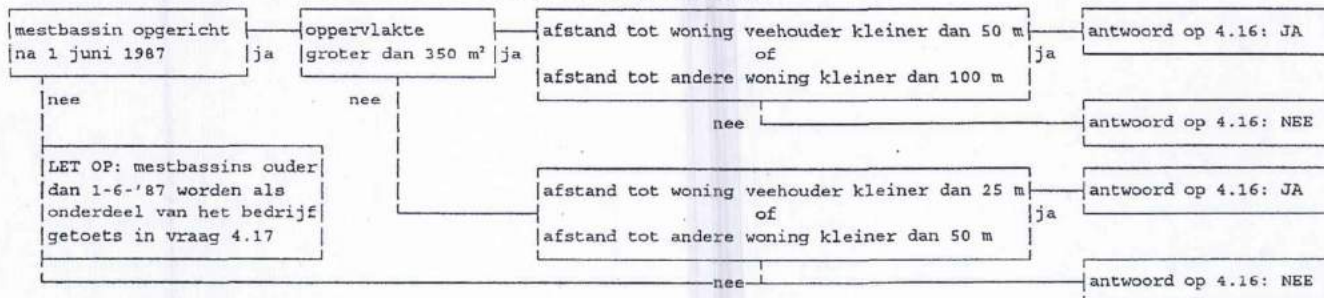 mestbassin opgericht
na 1 juni 1987
ja
oppervlakte
groter dan 350 m²
ja
afstand tot woning veehouder kleiner dan 50 m
of
afstand tot andere woning kleiner dan 100 m
ja
antwoord op 4.16: JA
nee
nee
nee
antwoord op 4.16: NEE
LET OP: mestbassins ouder
dan 1-6-'87 worden als
onderdeel van het bedrijf
getoets in vraag 4.17
afstand tot woning veehouder kleiner dan 25 m
of
afstand tot andere woning kleiner dan 50 m
ja
antwoord op 4.16: JA
nee
antwoord op 4.16: NEE